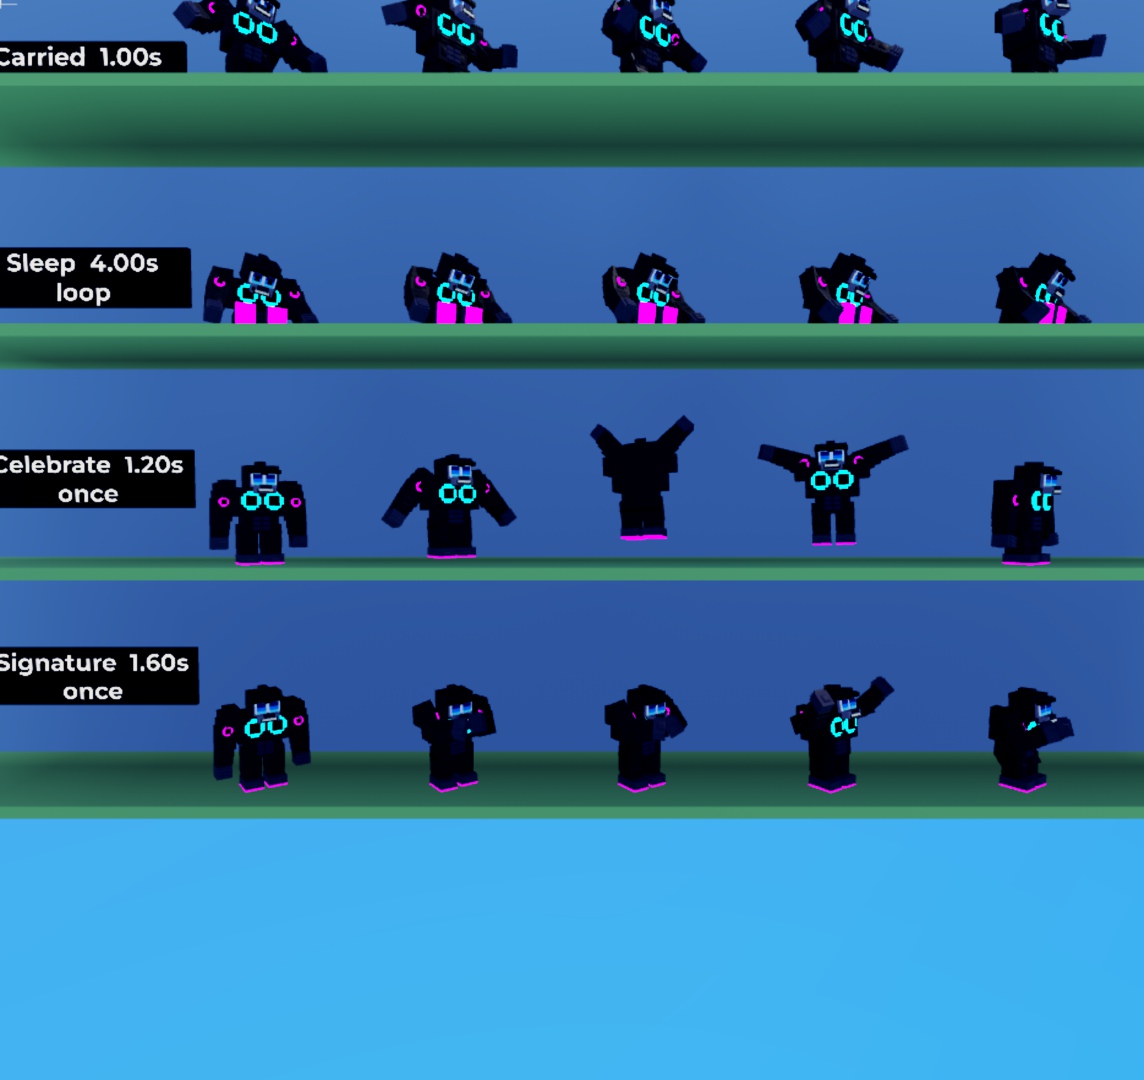 Carried 1.00s
Sleep 4.00s
loop
Celebrate 1.20s
once
Signature 1.60s
once